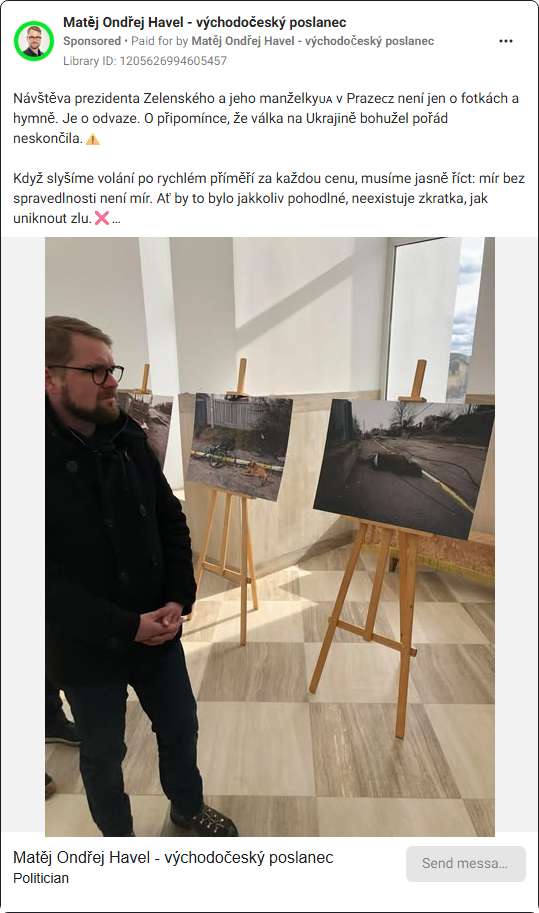 Matěj Ondřej Havel - východočeský poslanec
Sponsored • Paid for by Matěj Ondřej Havel - východočeský poslanec
Library ID: 1205626994605457
Návštěva prezidenta Zelenského a jeho manželky🇺🇦 v Praze🇨🇿 není jen o fotkách a
hymně. Je o odvaze. O připomínce, že válka na Ukrajině bohužel pořád
neskončila.⚠️
Když slyšíme volání po rychlém příměří za každou cenu, musíme jasně říct: mír bez
spravedlnosti není mír. Ať by to bylo jakkoliv pohodlné, neexistuje zkratka, jak
uniknout zlu.❌...
Matěj Ondřej Havel - východočeský poslanec
Politician
Send messa...